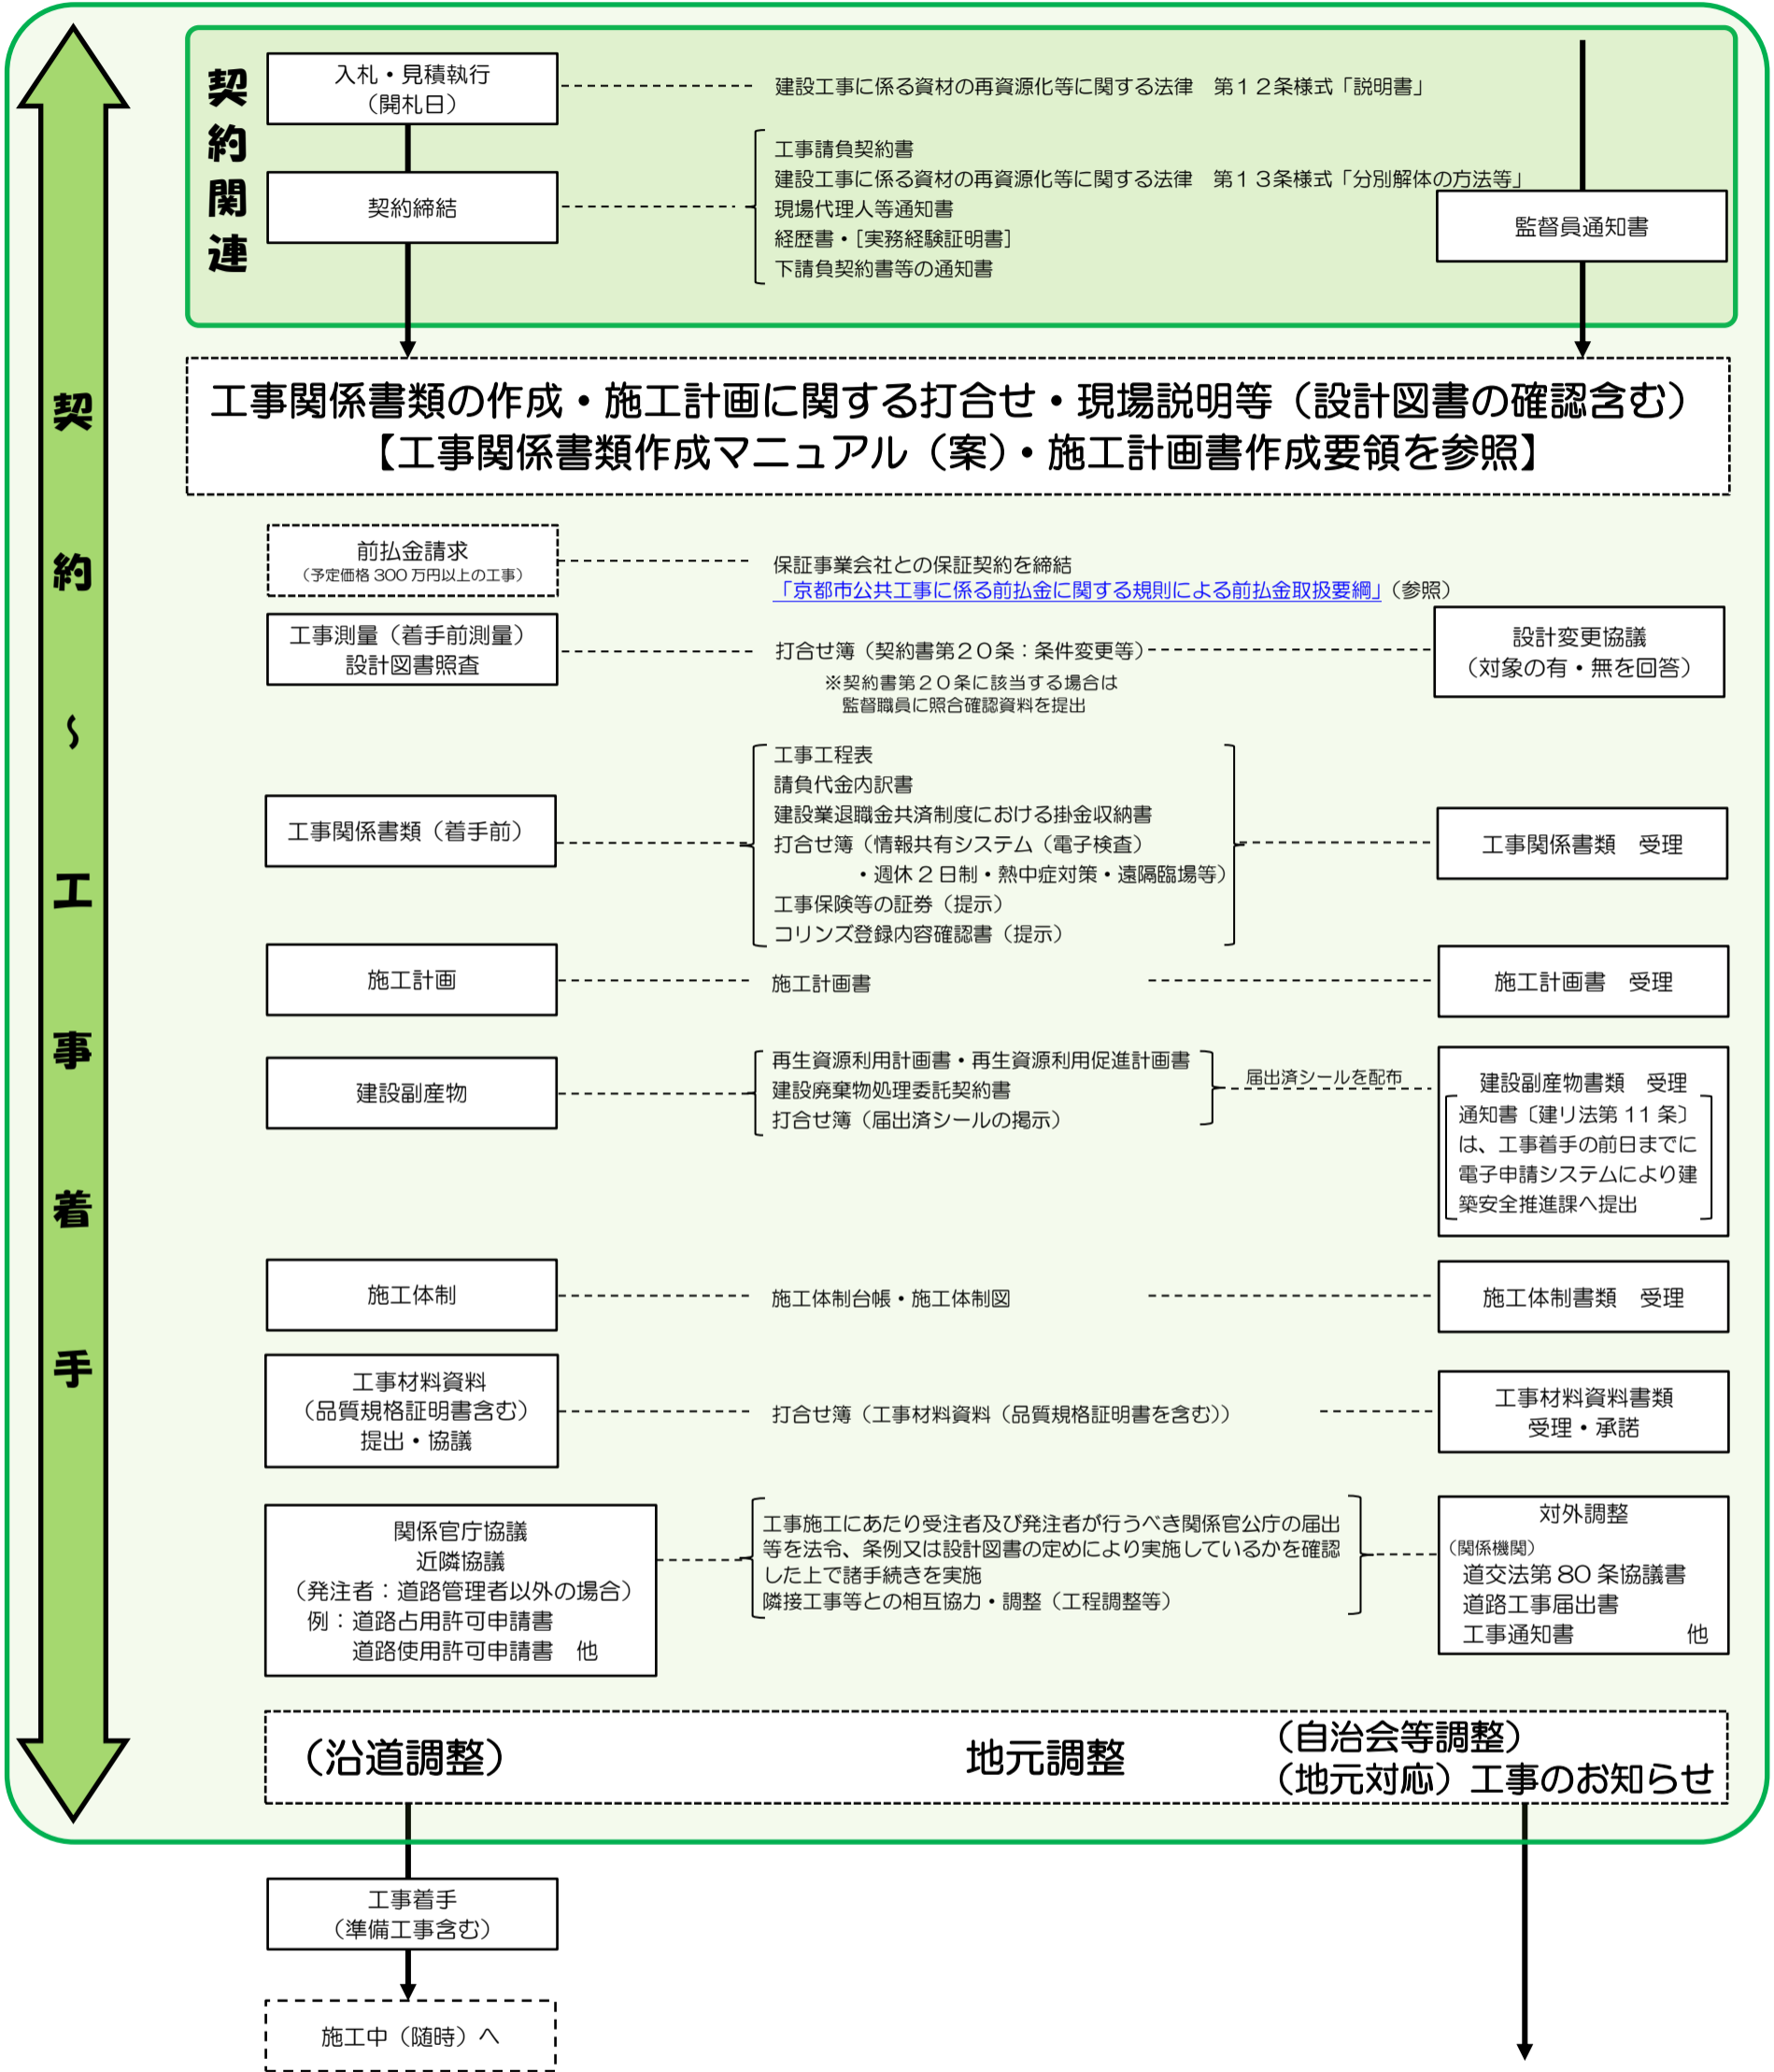 契約～工事着手
契約関連
入札・見積執行
（開札日）
建設工事に係る資材の再資源化等に関する法律　第１２条様式「説明書」
契約締結
工事請負契約書
建設工事に係る資材の再資源化等に関する法律　第１３条様式「分別解体の方法等」
現場代理人等通知書
経歴書・［実務経験証明書］
下請負契約書等の通知書
監督員通知書
工事関係書類の作成・施工計画に関する打合せ・現場説明等（設計図書の確認含む）
【工事関係書類作成マニュアル（案）・施工計画書作成要領を参照】
前払金請求
（予定価格 300 万円以上の工事）
保証事業会社との保証契約を締結
「京都市公共工事に係る前払金に関する規則による前払金取扱要綱」（参照）
工事測量（着手前測量）
設計図書照査
打合せ簿（契約書第２０条：条件変更等）
※契約書第２０条に該当する場合は
監督職員に照合確認資料を提出
設計変更協議
（対象の有・無を回答）
工事関係書類（着手前）
工事工程表
請負代金内訳書
建設業退職金共済制度における掛金収納書
打合せ簿（情報共有システム（電子検査）
・週休 2 日制・熱中症対策・遠隔臨場等）
工事保険等の証券（提示）
コリンズ登録内容確認書（提示）
工事関係書類　受理
施工計画
施工計画書
施工計画書　受理
建設副産物
再生資源利用計画書・再生資源利用促進計画書
建設廃棄物処理委託契約書
打合せ簿（届出済シールの掲示）
届出済シールを配布
建設副産物書類　受理
通知書〔建リ法第 11 条〕
は、工事着手の前日までに
電子申請システムにより建
築安全推進課へ提出
施工体制
施工体制台帳・施工体制図
施工体制書類　受理
工事材料資料
（品質規格証明書含む）
提出・協議
打合せ簿（工事材料資料（品質規格証明書を含む））
工事材料資料書類
受理・承諾
関係官庁協議
近隣協議
（発注者：道路管理者以外の場合）
例：道路占用許可申請書
道路使用許可申請書　他
工事施工にあたり受注者及び発注者が行うべき関係官公庁の届出
等を法令、条例又は設計図書の定めにより実施しているかを確認
した上で諸手続きを実施
隣接工事等との相互協力・調整（工程調整等）
対外調整
（関係機関）
道交法第 80 条協議書
道路工事届出書
工事通知書　他
（沿道調整）
地元調整
（自治会等調整）
（地元対応）工事のお知らせ
工事着手
（準備工事含む）
施工中（随時）へ